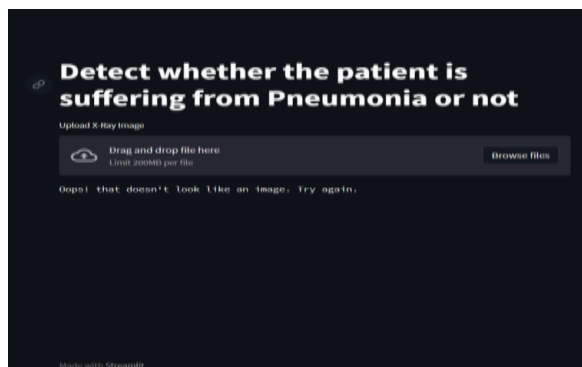 Detect whether the patient is
suffering from Pneumonia or not
Upload X-Ray Image
Drag and drop file here
Limit 200MB per file
Browse files
Oops! that doesn't look like an image. Try again.
Made with Streamlit